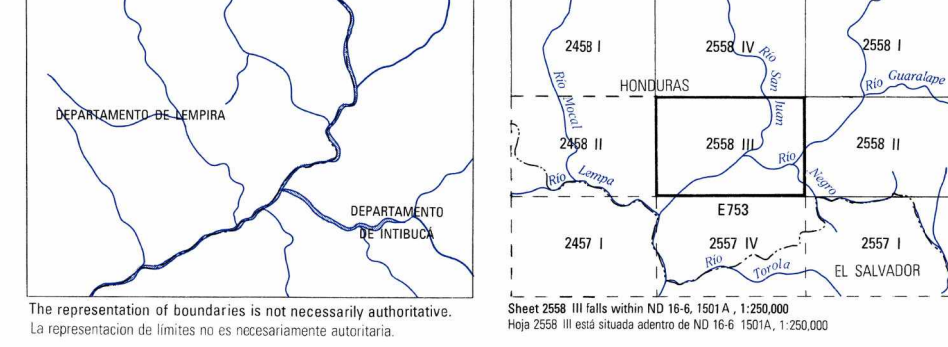 DEPARTAMENTO DE LEMPIRA
DEPARTAMENTO
DE INTIBUCÁ
The representation of boundaries is not necessarily authoritative.
La representacion de límites no es necesariamente autoritaria.
2458 I
2558 IV
2558 I
Río San Juan
Río Guaralape
HONDURAS
Río Mocal
2458 II
2558 III
2558 II
Río Lempa
Río Negro
E753
2457 I
2557 IV
2557 I
Río Torola
EL SALVADOR
Sheet 2558 III falls within ND 16-6, 1501A, 1:250,000
Hoja 2558 III está situada adentro de ND 16-6 1501A, 1:250,000